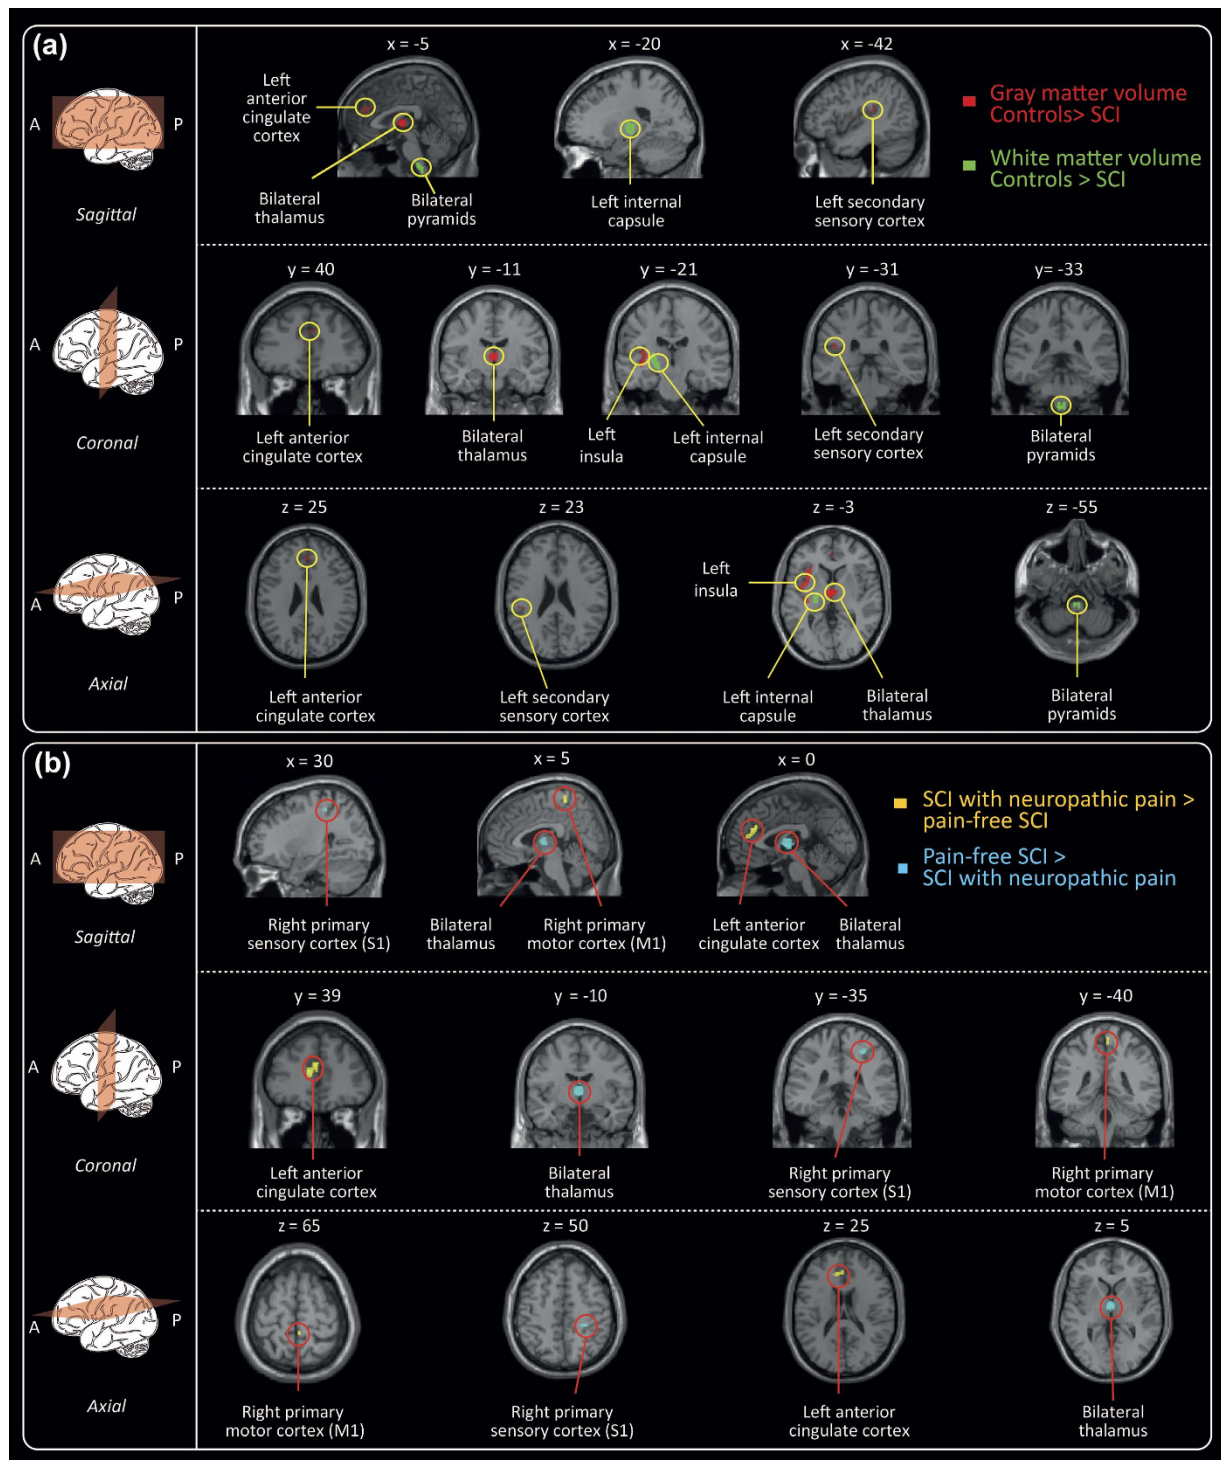 (a)
x = -5
x = -20
x = -42
Left
anterior
cingulate
cortex
Gray matter volume
Controls> SCI
White matter volume
Controls > SCI
A
P
Sagittal
Bilateral
thalamus
Bilateral
pyramids
Left internal
capsule
Left secondary
sensory cortex
y = 40
y = -11
y = -21
y = -31
y= -33
A
P
Coronal
Left anterior
cingulate cortex
Bilateral
thalamus
Left
insula
Left internal
capsule
Left secondary
sensory cortex
Bilateral
pyramids
z = 25
z = 23
z = -3
z = -55
Left
insula
A
P
Axial
Left anterior
cingulate cortex
Left secondary
sensory cortex
Left internal
capsule
Bilateral
thalamus
Bilateral
pyramids
(b)
x = 30
x = 5
x = 0
SCI with neuropathic pain >
pain-free SCI
Pain-free SCI >
SCI with neuropathic pain
A
P
Sagittal
Right primary
sensory cortex (S1)
Bilateral
thalamus
Right primary
motor cortex (M1)
Left anterior
cingulate cortex
Bilateral
thalamus
y = 39
y = -10
y = -35
y = -40
A
P
Coronal
Left anterior
cingulate cortex
Bilateral
thalamus
Right primary
sensory cortex (S1)
Right primary
motor cortex (M1)
z = 65
z = 50
z = 25
z = 5
A
P
Axial
Right primary
motor cortex (M1)
Right primary
sensory cortex (S1)
Left anterior
cingulate cortex
Bilateral
thalamus